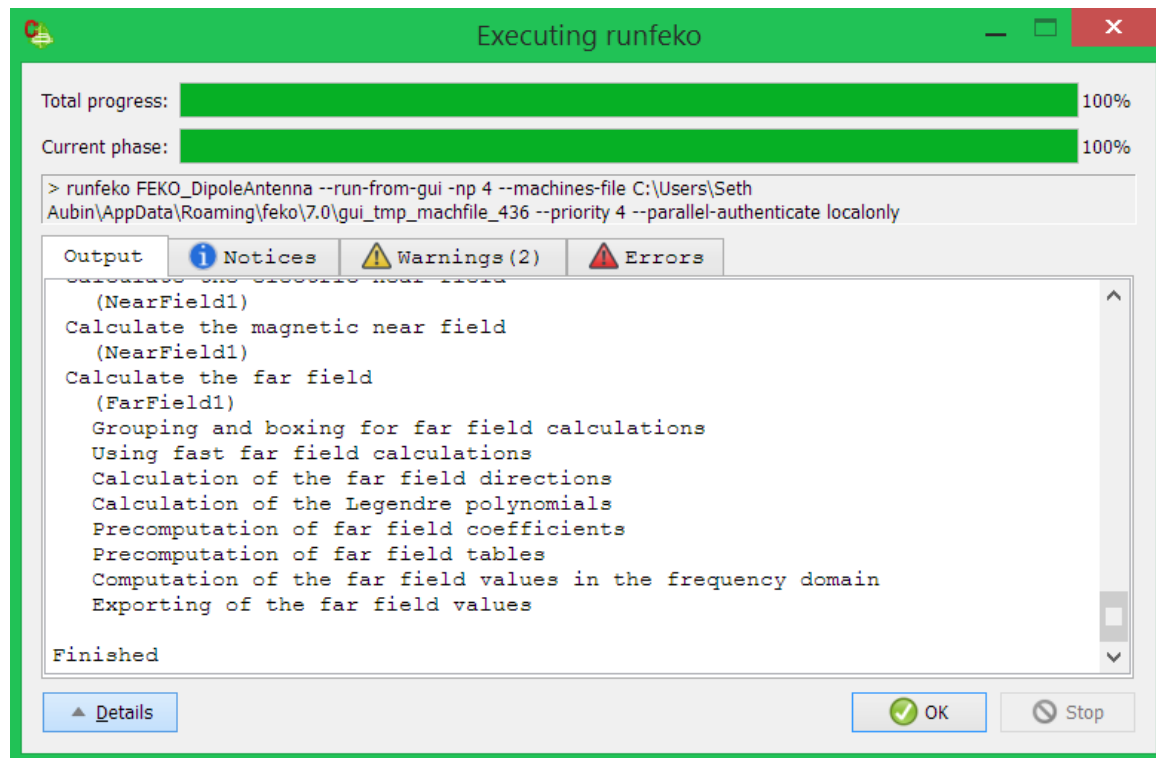 Executing runfeko
Total progress: 100%
Current phase: 100%
> runfeko FEKO_DipoleAntenna --run-from-gui -np 4 --machines-file C:\Users\Seth
Aubin\AppData\Roaming\feko\7.0\gui_tmp_machfile_436 --priority 4 --parallel-authenticate localonly
Output Notices Warnings(2) Errors
Calculate the electric near field
(NearField1)
Calculate the magnetic near field
(NearField1)
Calculate the far field
(FarField1)
Grouping and boxing for far field calculations
Using fast far field calculations
Calculation of the far field directions
Calculation of the Legendre polynomials
Precomputation of far field coefficients
Precomputation of far field tables
Computation of the far field values in the frequency domain
Exporting of the far field values
Finished
Details OK Stop